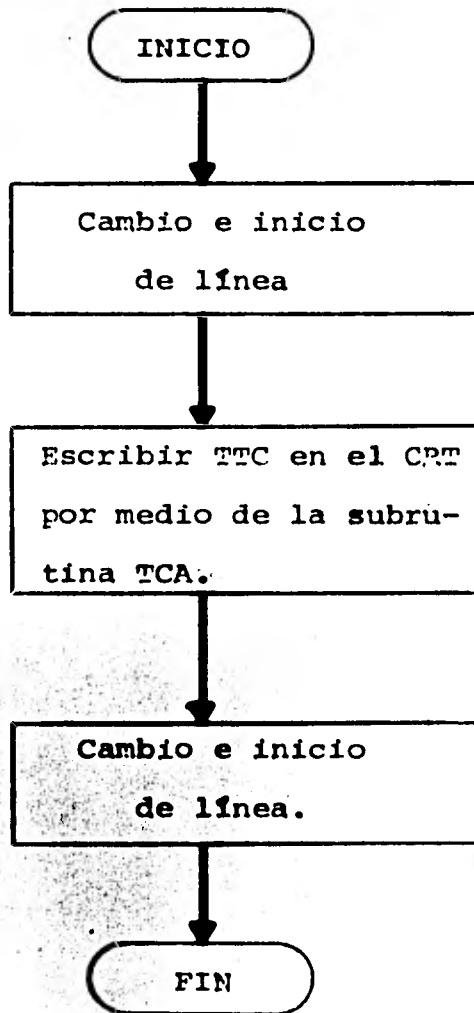 INICIO
Cambio e inicio
de línea
Escribir TTC en el CRT
por medio de la subru-
tina TCA.
Cambio e inicio
de línea.
FIN